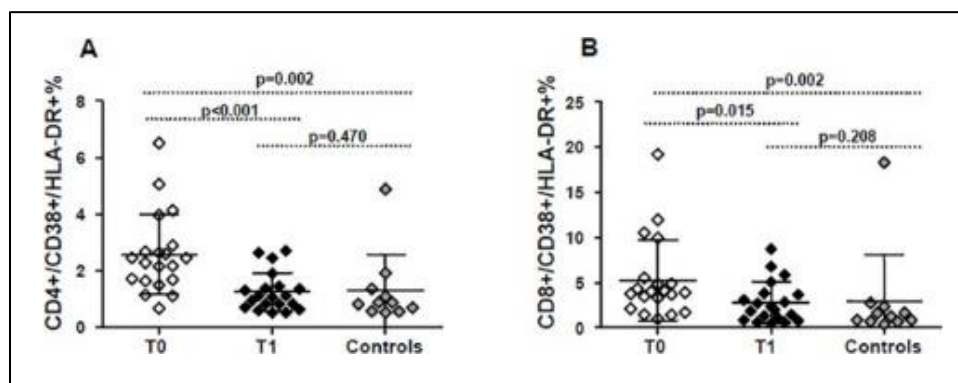 A
p=0.002
p<0.001
p=0.470
CD4+/CD38+/HLA-DR+%
8
6
4
2
0
T0
T1
Controls
B
p=0.002
p=0.015
p=0.208
CD8+/CD38+/HLA-DR+%
25
20
15
10
5
0
T0
T1
Controls